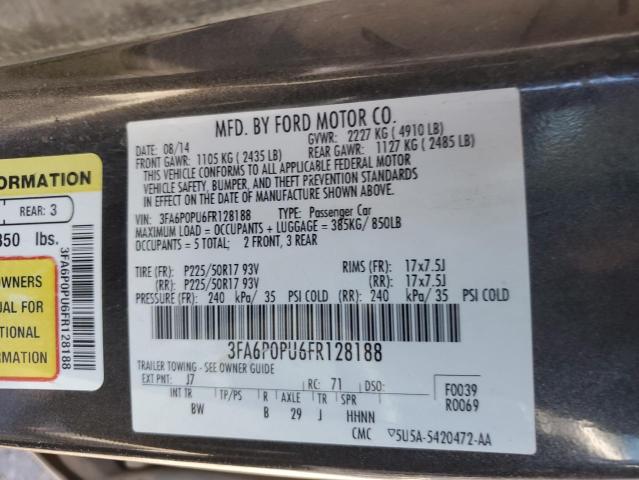 ORMATION
REAR: 3
850 lbs.
OWNERS
UAL FOR
TIONAL
RMATION
3FA6P0PU6FR128188
MFD. BY FORD MOTOR CO.
DATE: 08/14 GVWR: 2227 KG ( 4910 LB)
FRONT GAWR: 1105 KG ( 2435 LB) REAR GAWR: 1127 KG ( 2485 LB)
THIS VEHICLE CONFORMS TO ALL APPLICABLE FEDERAL MOTOR
VEHICLE SAFETY, BUMPER, AND THEFT PREVENTION STANDARDS
IN EFFECT ON THE DATE OF MANUFACTURE SHOWN ABOVE.
VIN: 3FA6P0PU6FR128188 TYPE: Passenger Car
MAXIMUM LOAD = OCCUPANTS + LUGGAGE = 385KG/ 850LB
OCCUPANTS = 5 TOTAL; 2 FRONT, 3 REAR
TIRE (FR): P225/50R17 93V RIMS (FR): 17x7.5J
(RR): P225/50R17 93V (RR): 17x7.5J
PRESSURE (FR): 240 kPa/ 35 PSI COLD (RR): 240 kPa/ 35 PSI COLD
3FA6P0PU6FR128188
TRAILER TOWING - SEE OWNER GUIDE
EXT PNT: J7 RC: 71 DSO:
F0039
R0069
INT TR TP/PS R AXLE TR SPR
BW B 29 J HHNN
CMC ▽5U5A-5420472-AA